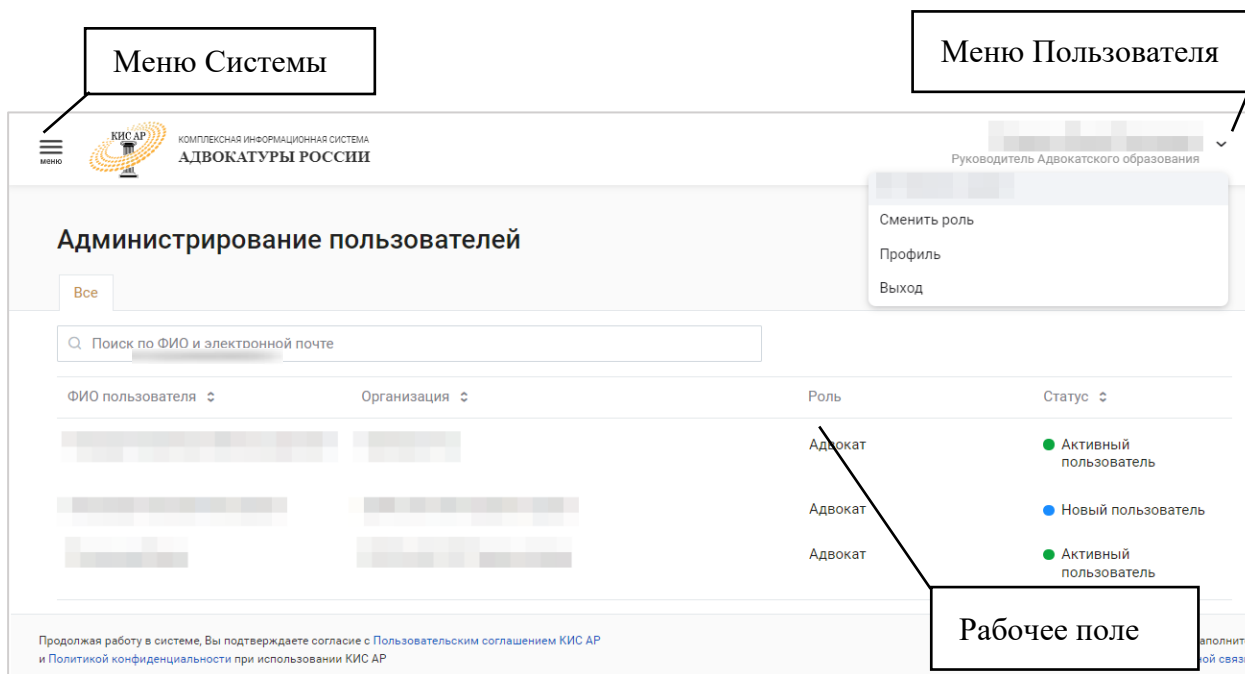 Меню Системы
Меню Пользователя
меню
КИС АР
КОМПЛЕКСНАЯ ИНФОРМАЦИОННАЯ СИСТЕМА
АДВОКАТУРЫ РОССИИ
Руководитель Адвокатского образования
Сменить роль
Профиль
Выход
Администрирование пользователей
Все
Поиск по ФИО и электронной почте
ФИО пользователя Организация Роль Статус
Адвокат Активный
пользователь
Адвокат Новый пользователь
Адвокат Активный
пользователь
Рабочее поле
Продолжая работу в системе, Вы подтверждаете согласие с Пользовательским соглашением КИС АР
и Политикой конфиденциальности при использовании КИС АР